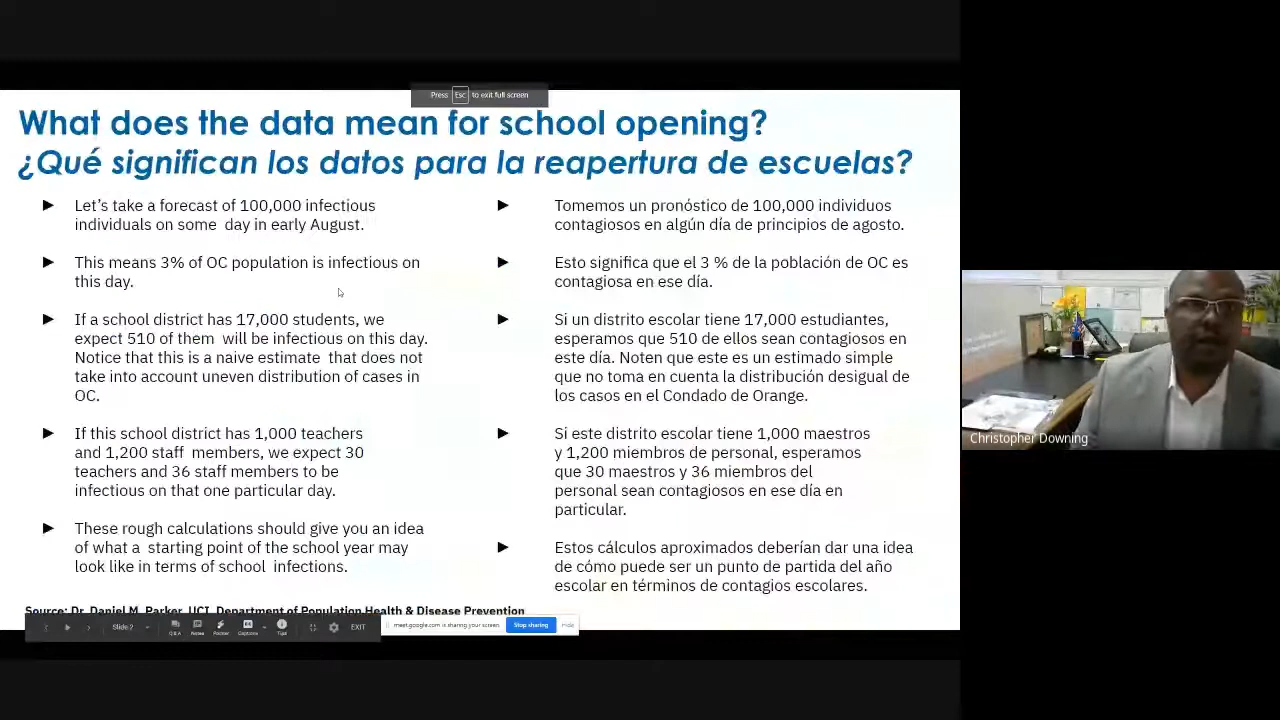 Press Esc to exit full screen
What does the data mean for school opening?
¿Qué significan los datos para la reapertura de escuelas?
Let's take a forecast of 100,000 infectious
individuals on some day in early August.
This means 3% of OC population is infectious on
this day.
If a school district has 17,000 students, we
expect 510 of them will be infectious on this day.
Notice that this is a naive estimate that does not
take into account uneven distribution of cases in
OC.
If this school district has 1,000 teachers
and 1,200 staff members, we expect 30
teachers and 36 staff members to be
infectious on that one particular day.
These rough calculations should give you an idea
of what a starting point of the school year may
look like in terms of school infections.
Tomemos un pronóstico de 100,000 individuos
contagiosos en algún día de principios de agosto.
Esto significa que el 3 % de la población de OC es
contagiosa en ese día.
Si un distrito escolar tiene 17,000 estudiantes,
esperamos que 510 de ellos sean contagiosos en
este día. Noten que este es un estimado simple
que no toma en cuenta la distribución desigual de
los casos en el Condado de Orange.
Si este distrito escolar tiene 1,000 maestros
y 1,200 miembros de personal, esperamos
que 30 maestros y 36 miembros del
personal sean contagiosos en ese día en
particular.
Estos cálculos aproximados deberían dar una idea
de cómo puede ser un punto de partida del año
escolar en términos de contagios escolares.
Source: Dr. Daniel M. Parker, UCI, Department of Population Health & Disease Prevention
Slide 2
Q&A
Notes
Pointer
Captions
Tips
EXIT
meet.google.com is sharing your screen.
Stop sharing
Hide
Christopher Downing